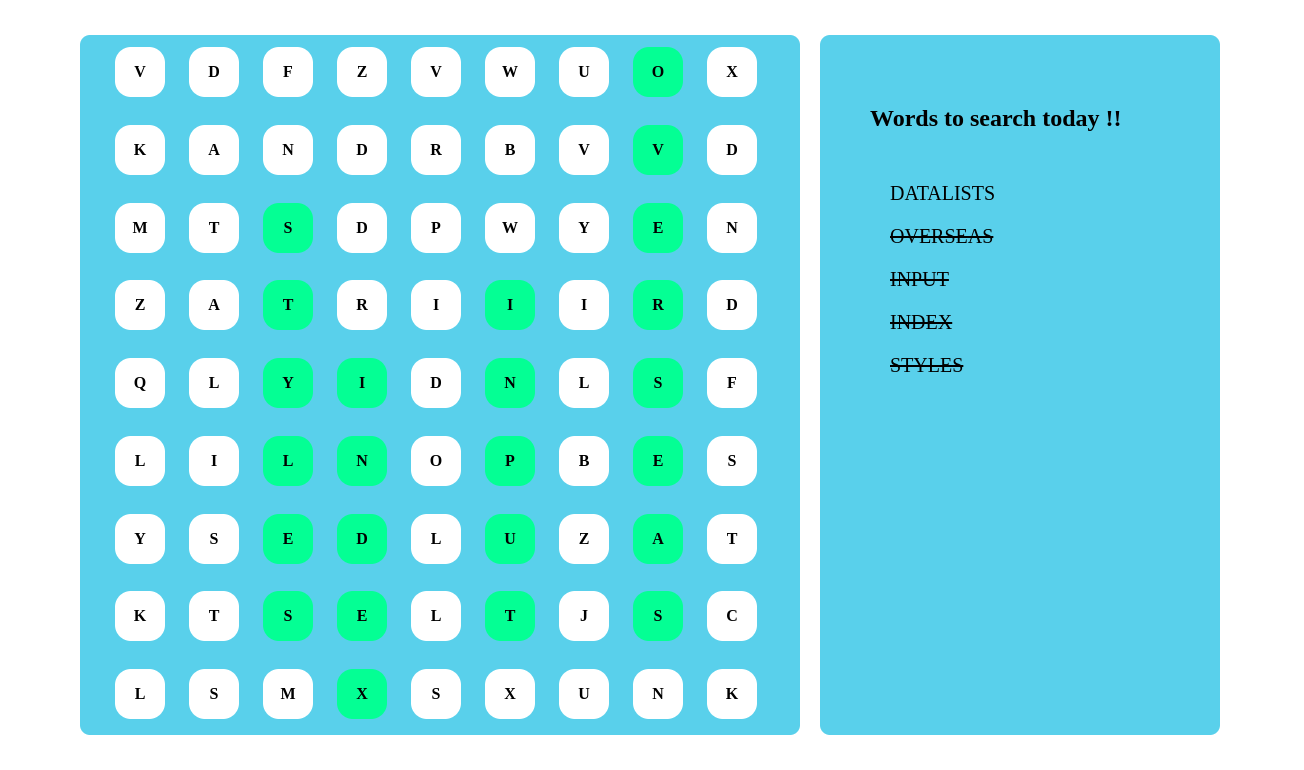 V D F Z V W U O X
K A N D R B V V D
M T S D P W Y E N
Z A T R I I I R D
Q L Y I D N L S F
L I L N O P B E S
Y S E D L U Z A T
K T S E L T J S C
L S M X S X U N K
Words to search today !!
DATALISTS
OVERSEAS
INPUT
INDEX
STYLES